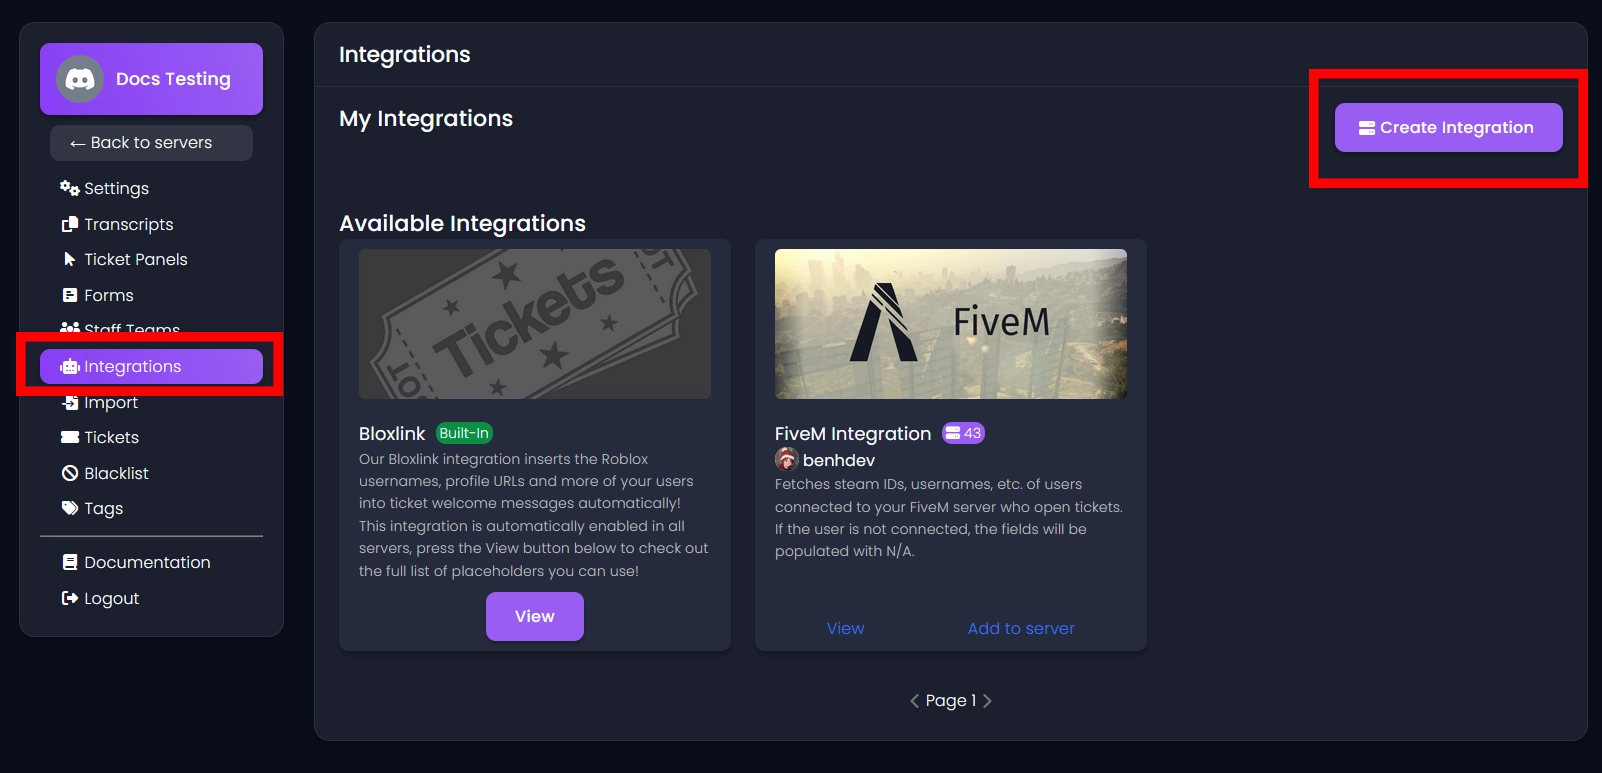 Docs Testing
← Back to servers
Settings
Transcripts
Ticket Panels
Forms
Staff Teams
Integrations
Import
Tickets
Blacklist
Tags
Documentation
Logout
Integrations
My Integrations
Create Integration
Available Integrations
Tickets
TOT
TOT
Bloxlink Built-In
Our Bloxlink integration inserts the Roblox
usernames, profile URLs and more of your users
into ticket welcome messages automatically!
This integration is automatically enabled in all
servers, press the View button below to check out
the full list of placeholders you can use!
View
FiveM
FiveM Integration 43
benhdev
Fetches steam IDs, usernames, etc. of users
connected to your FiveM server who open tickets.
If the user is not connected, the fields will be
populated with N/A.
View Add to server
Page 1